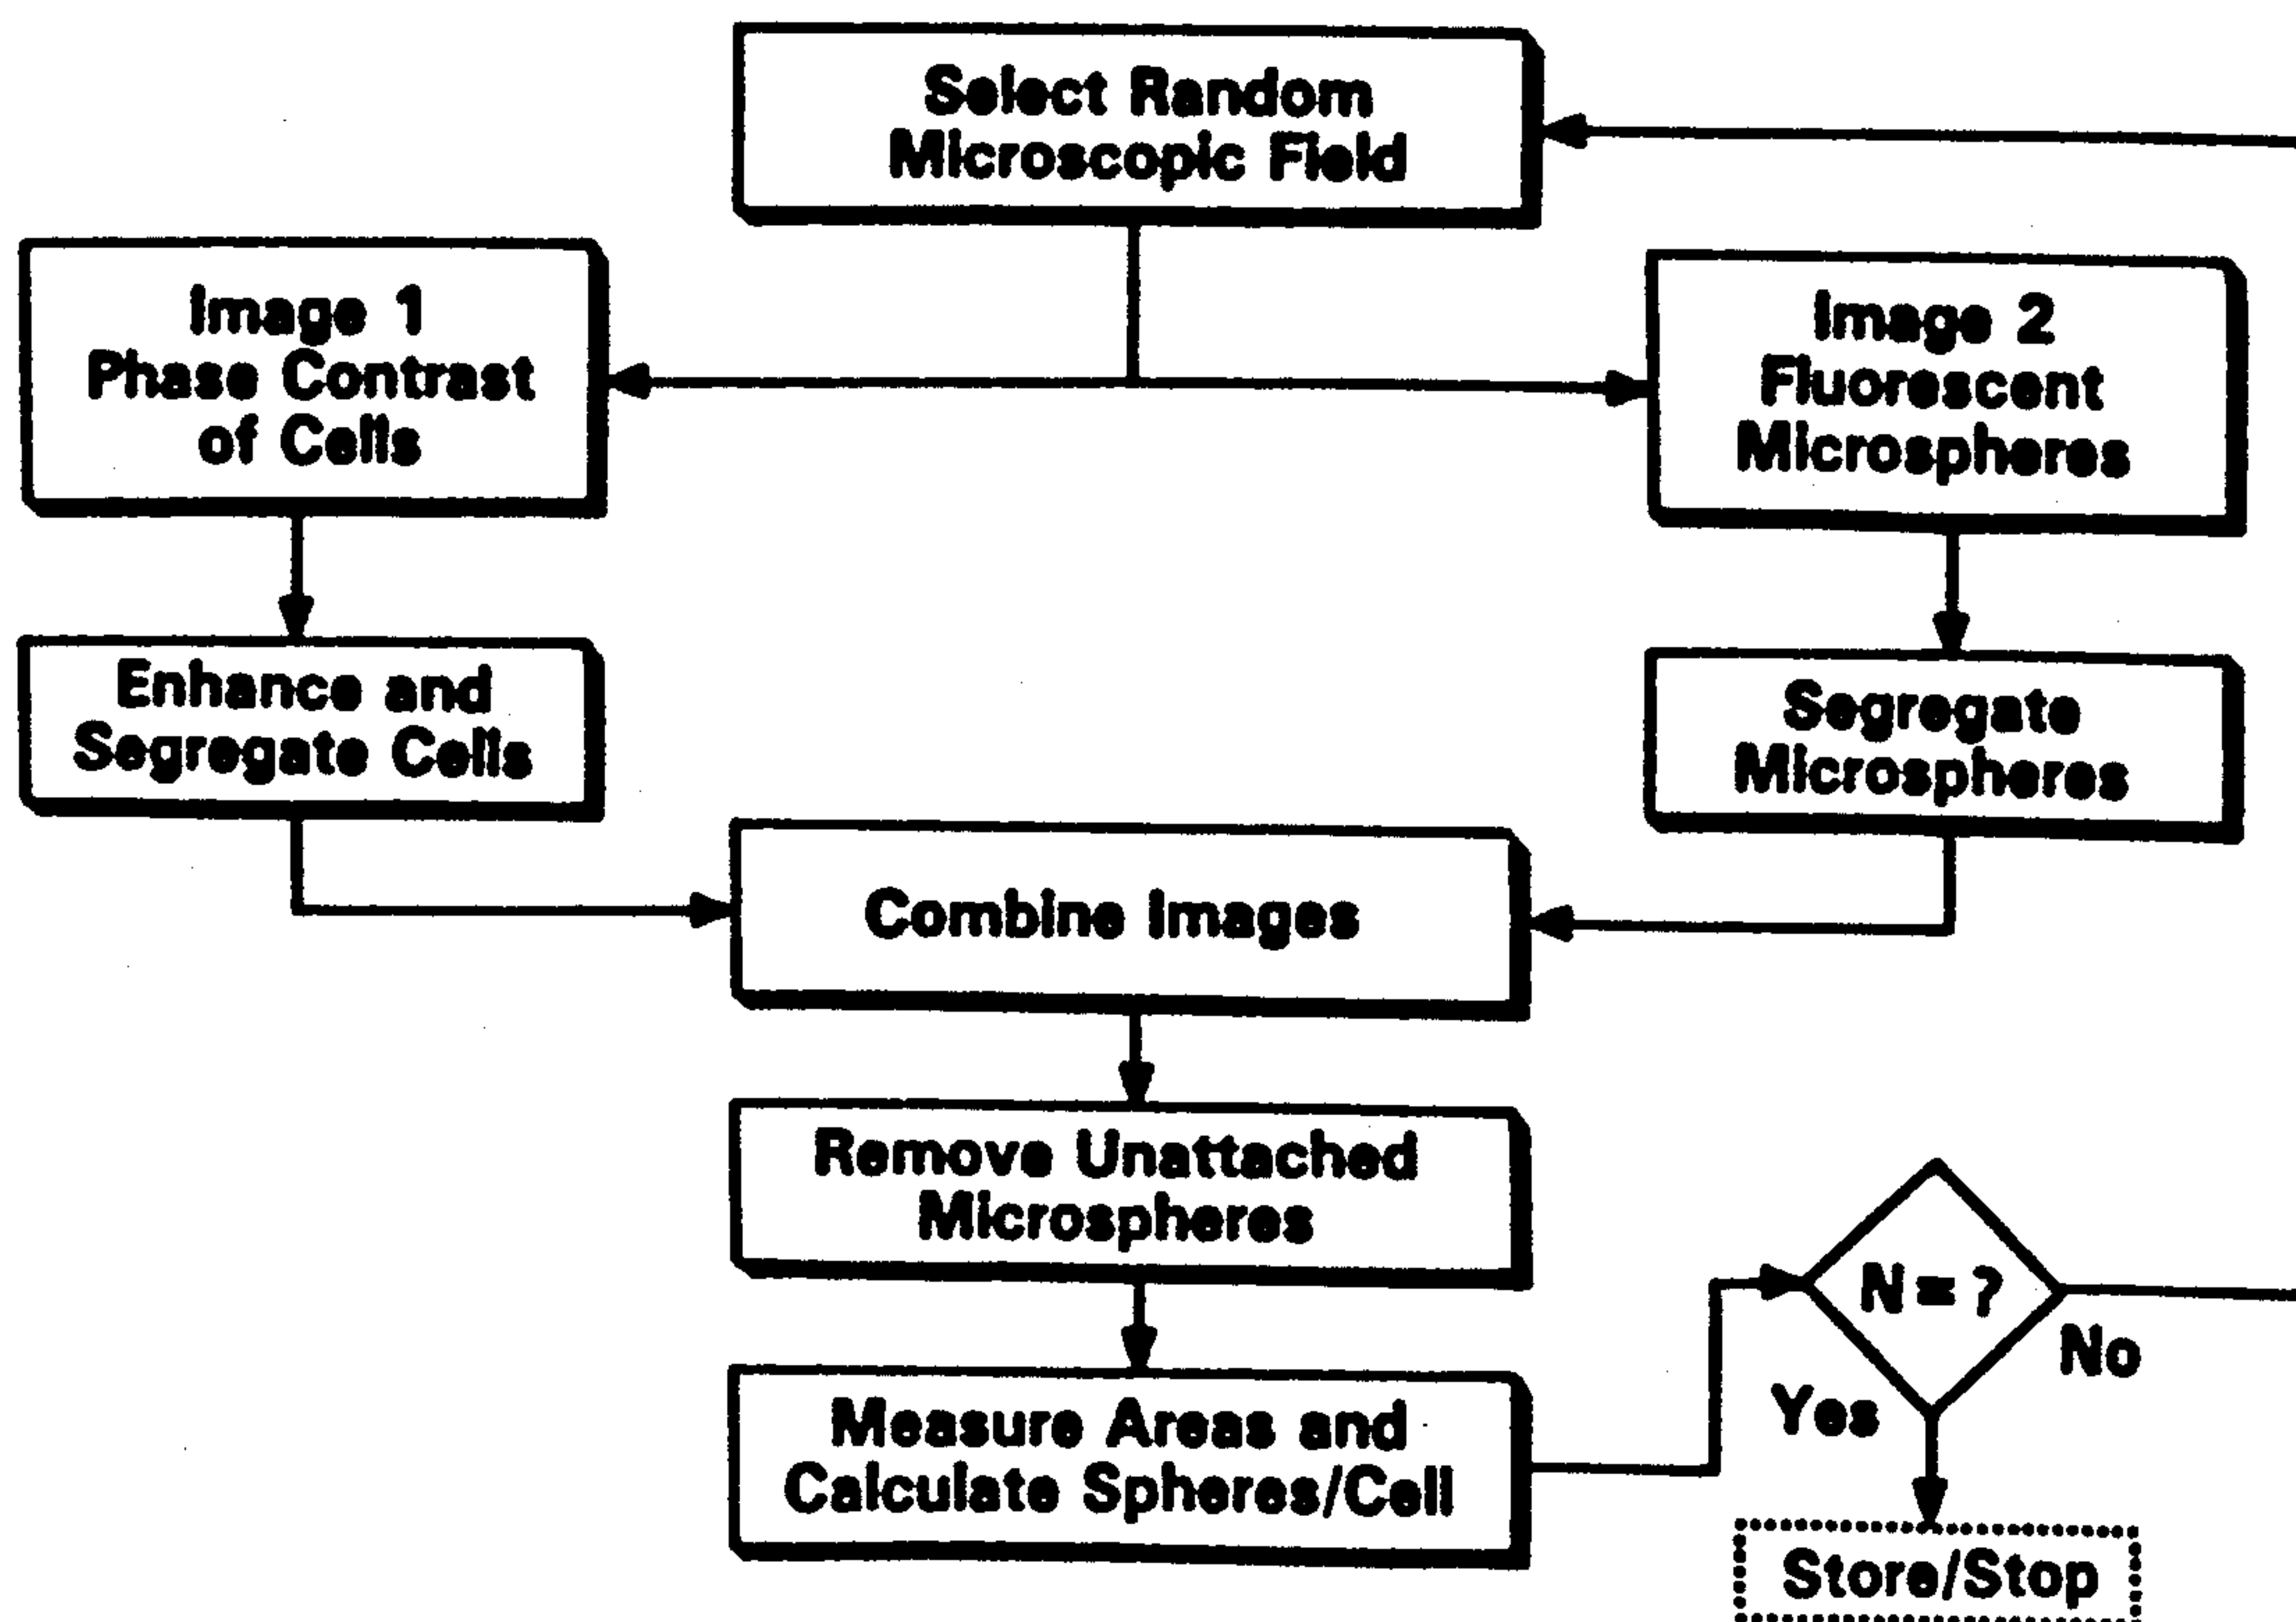 Select Random
Microscopic Field
Image 1
Phase Contrast
of Cells
Image 2
Fluorescent
Microspheres
Enhance and
Segregate Cells
Segregate
Microspheres
Combine Images
Remove Unattached
Microspheres
Measure Areas and
Calculate Spheres/Cell
N = ?
No
Yes
Store/Stop